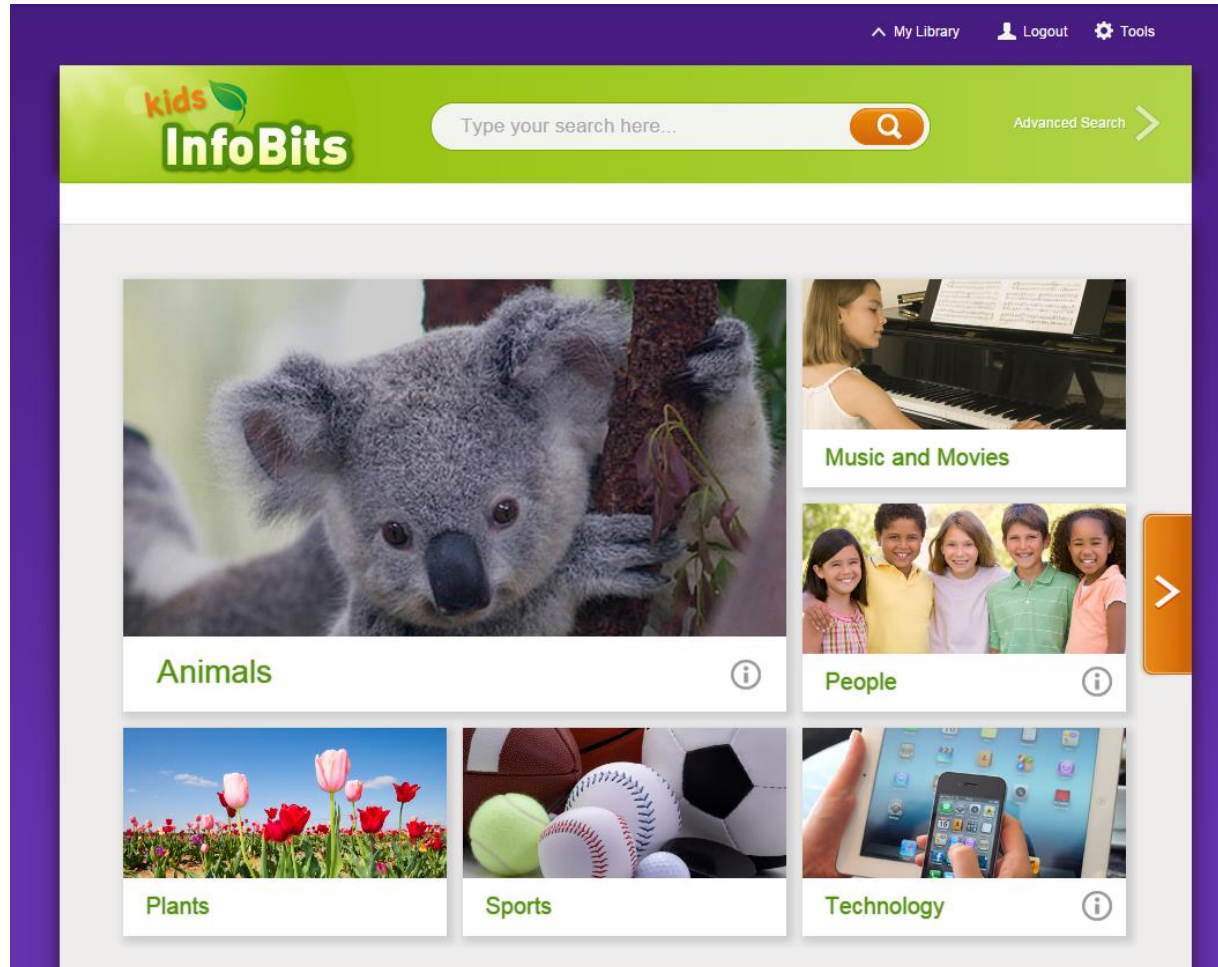 My Library Logout Tools
kids
InfoBits
Type your search here...
Advanced Search
Animals
Music and Movies
People
Plants
Sports
Technology